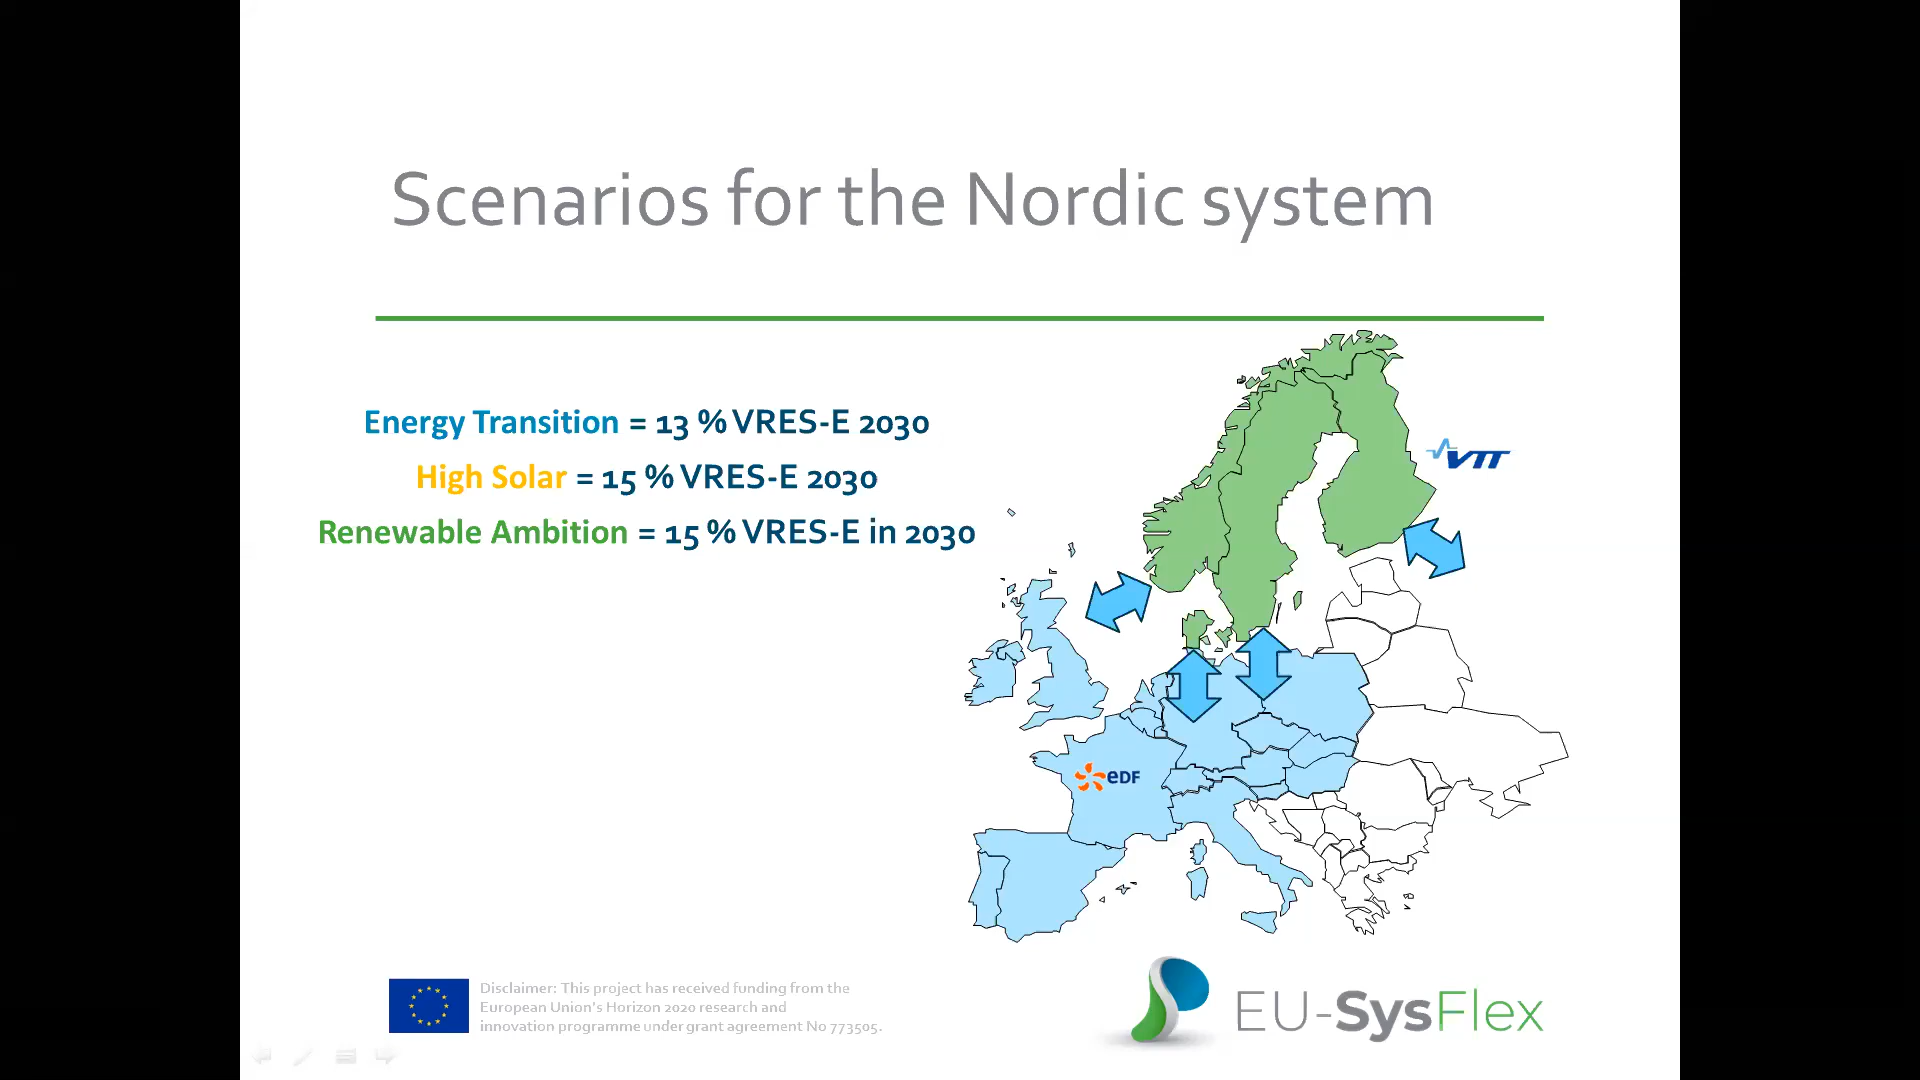 Scenarios for the Nordic system
Energy Transition = 13 % VRES-E 2030
High Solar = 15 % VRES-E 2030
Renewable Ambition = 15 % VRES-E in 2030
VTT
eDF
Disclaimer: This project has received funding from the
European Union's Horizon 2020 research and
innovation programme under grant agreement No 773505.
EU-SysFlex